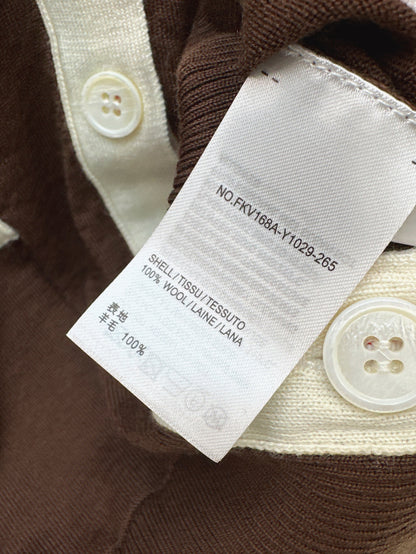 NO.FKV168A-Y1029-265
SHELL/TISSU/TESSUTO
100% WOOL/LAINE/LANA
表地
羊毛 100%